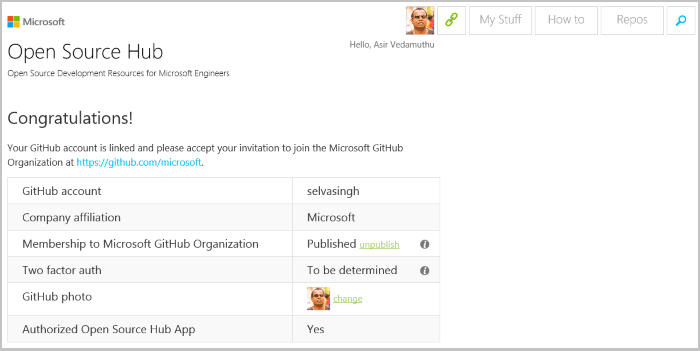 Microsoft
My Stuff
How to
Repos
Hello, Asir Vedamuthu
Open Source Hub
Open Source Development Resources for Microsoft Engineers
Congratulations!
Your GitHub account is linked and please accept your invitation to join the Microsoft GitHub
Organization at https://github.com/microsoft.
GitHub account selvasingh
Company affiliation Microsoft
Membership to Microsoft GitHub Organization Published unpublish i
Two factor auth To be determined i
GitHub photo change
Authorized Open Source Hub App Yes